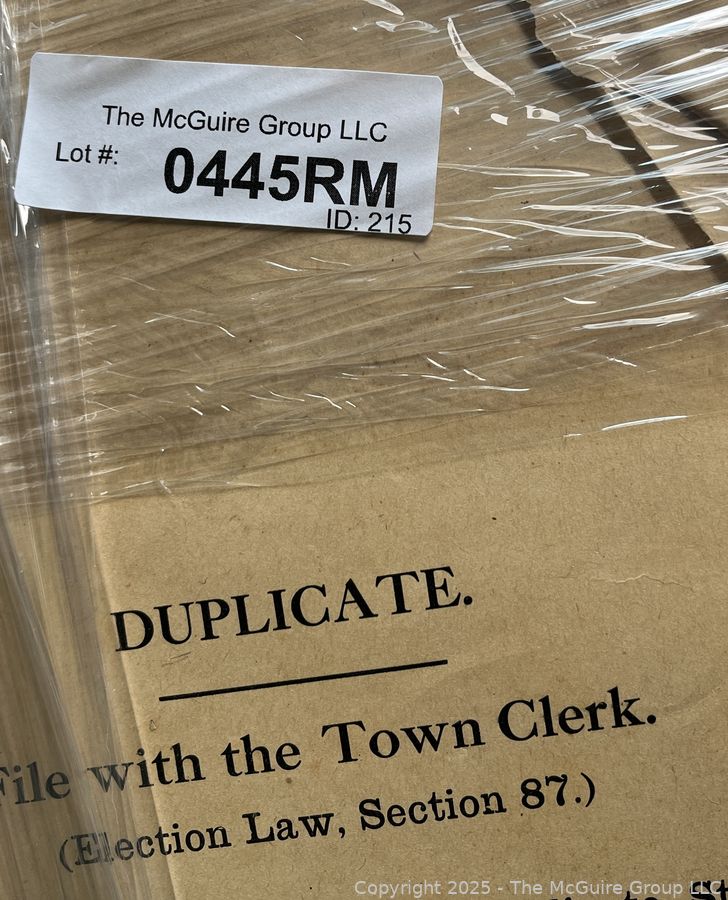 The McGuire Group LLC
Lot #: 0445RM
ID: 215
DUPLICATE.
File with the Town Clerk.
(Election Law, Section 87.)
Copyright 2025 - The McGuire Group LLC